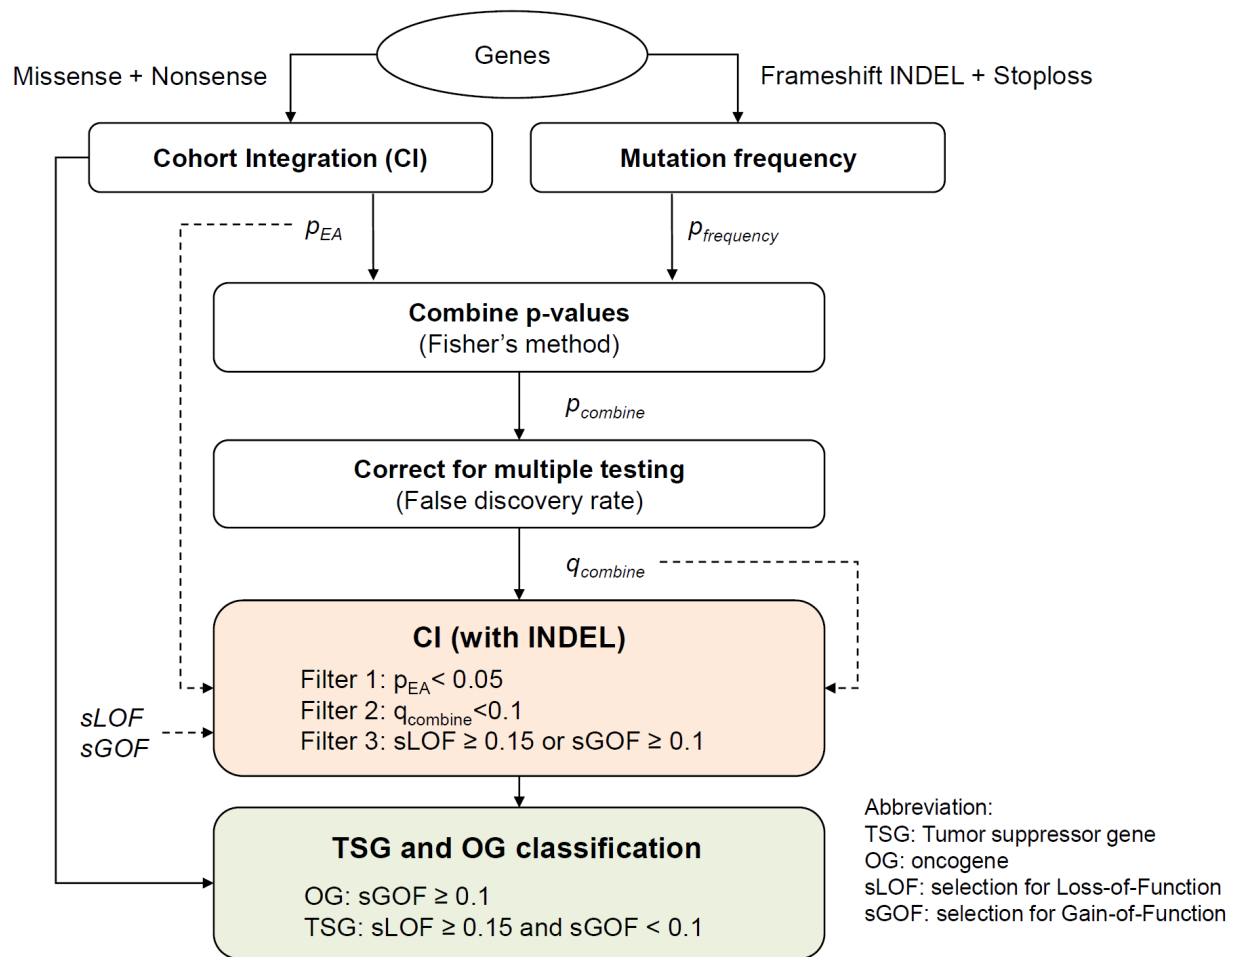 Genes
Missense + Nonsense
Frameshift INDEL + Stoploss
Cohort Integration (CI)
Mutation frequency
pEA
pfrequency
Combine p-values
(Fisher's method)
pcombine
Correct for multiple testing
(False discovery rate)
qcombine
CI (with INDEL)
Filter 1: pEA< 0.05
Filter 2: qcombine<0.1
Filter 3: sLOF ≥ 0.15 or sGOF ≥ 0.1
sLOF
sGOF
TSG and OG classification
OG: sGOF ≥ 0.1
TSG: sLOF ≥ 0.15 and sGOF < 0.1
Abbreviation:
TSG: Tumor suppressor gene
OG: oncogene
sLOF: selection for Loss-of-Function
sGOF: selection for Gain-of-Function